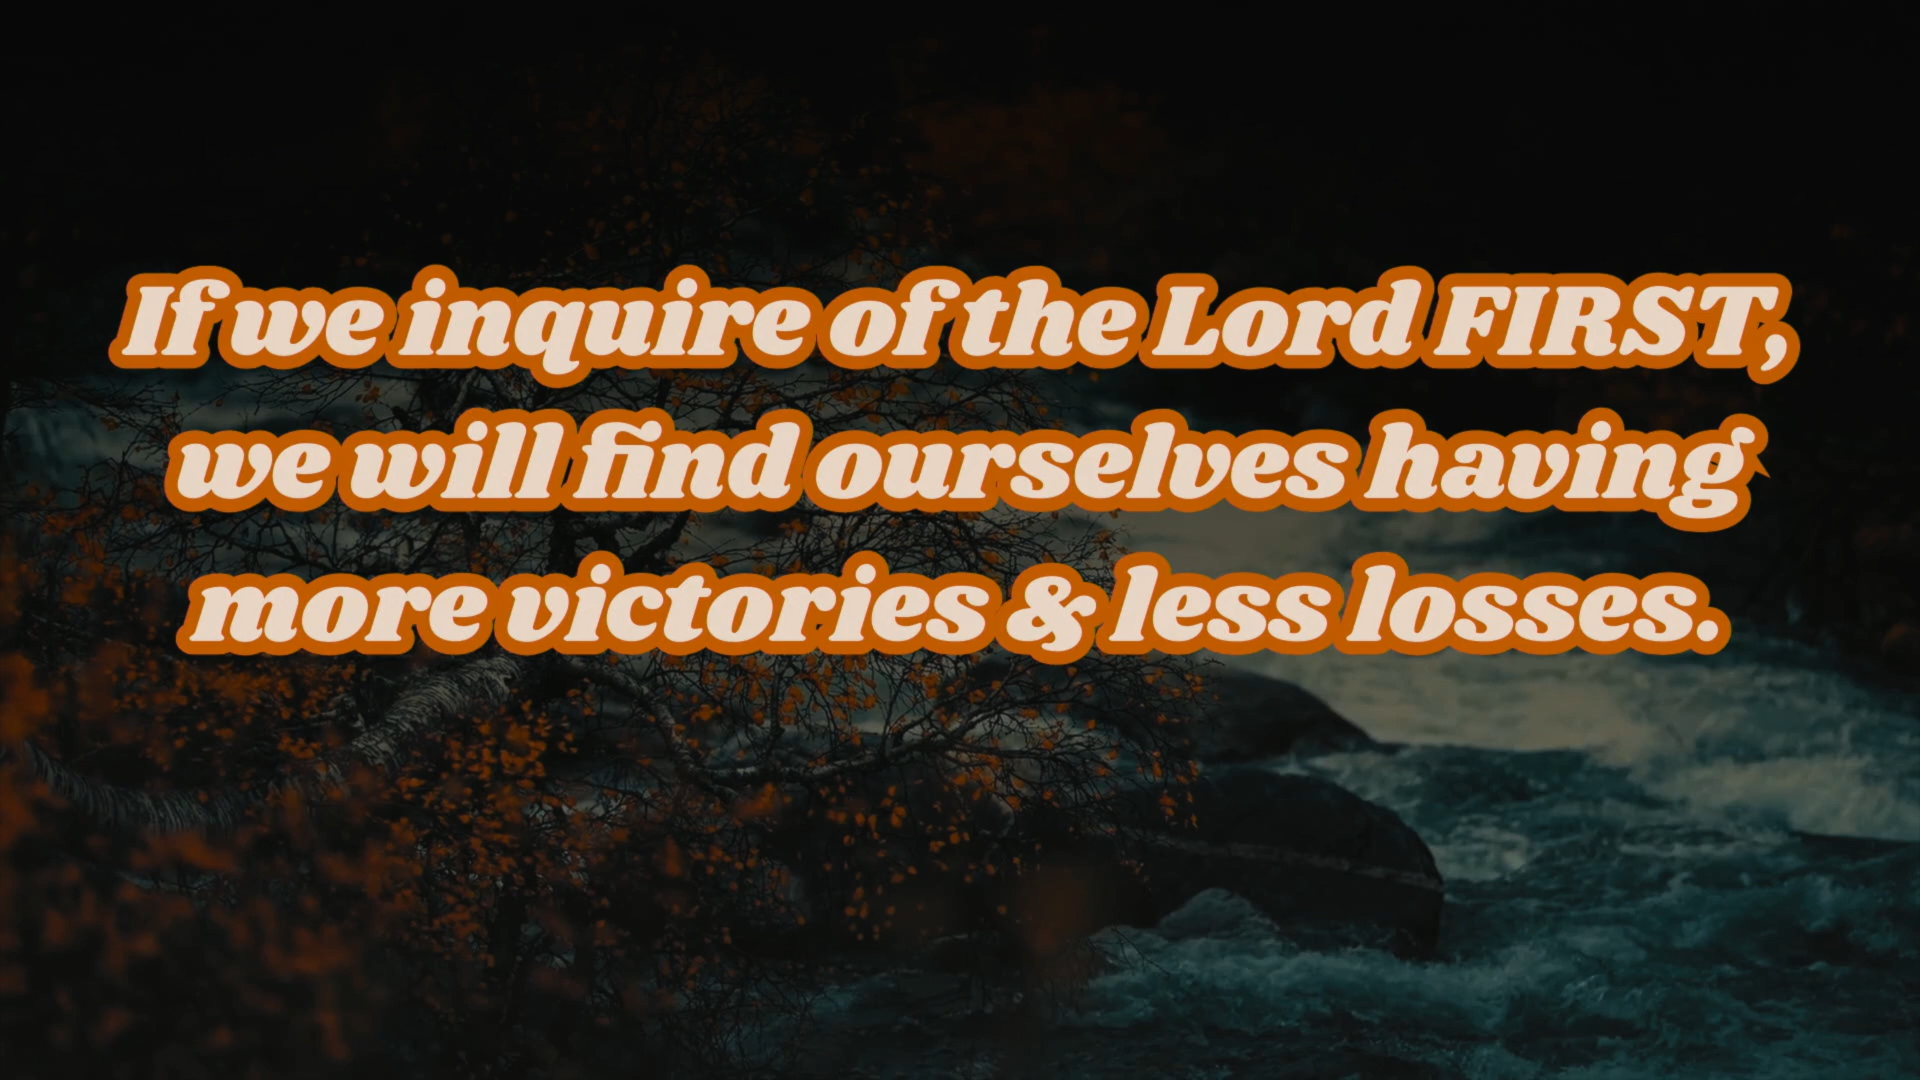 If we inquire of the Lord FIRST,
we will find ourselves having
more victories & less losses.